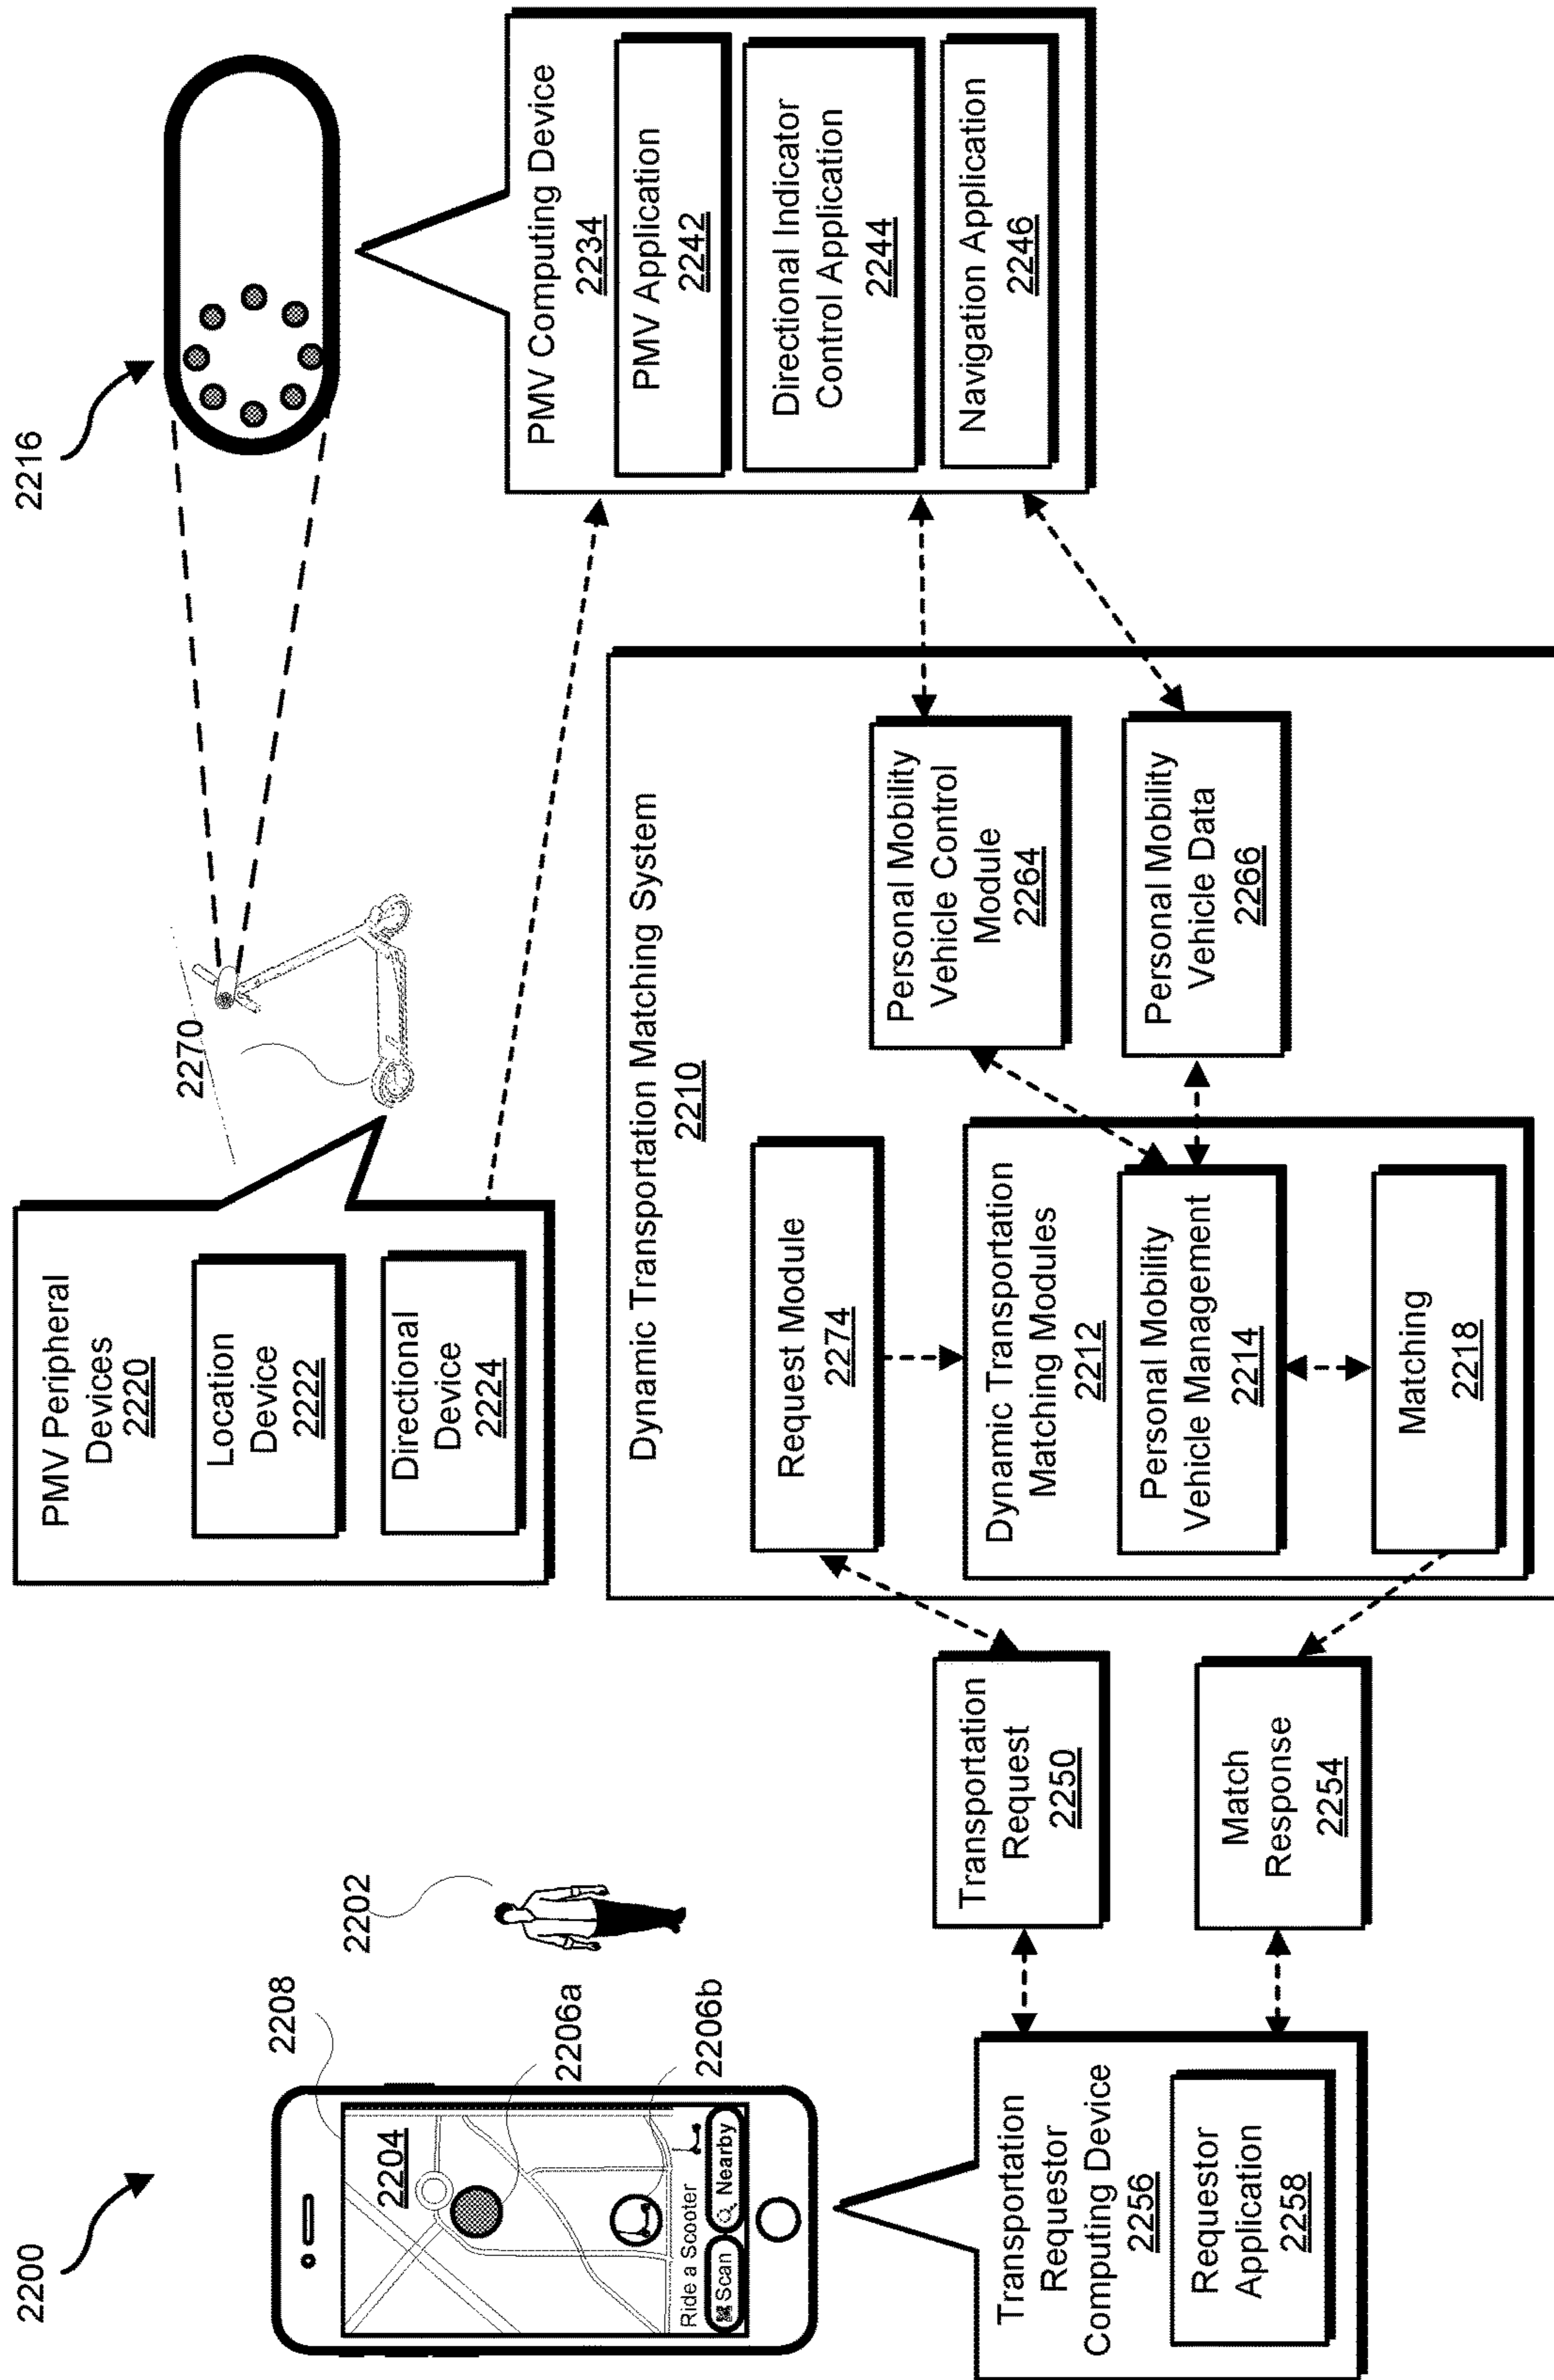 2200
2208
2204
2202
2206a
2206b
Ride a Scooter
Scan
Nearby
Transportation
Requestor
Computing Device
2256
Requestor
Application
2258
Transportation
Request
2250
Match
Response
2254
PMV Peripheral
Devices
2220
Location
Device
2222
Directional
Device
2224
2270
Dynamic Transportation Matching System
2210
Request Module
2274
Dynamic Transportation
Matching Modules
2212
Personal Mobility
Vehicle Management
2214
Matching
2218
Personal Mobility
Vehicle Control
Module
2264
Personal Mobility
Vehicle Data
2266
2216
PMV Computing Device
2234
PMV Application
2242
Directional Indicator
Control Application
2244
Navigation Application
2246